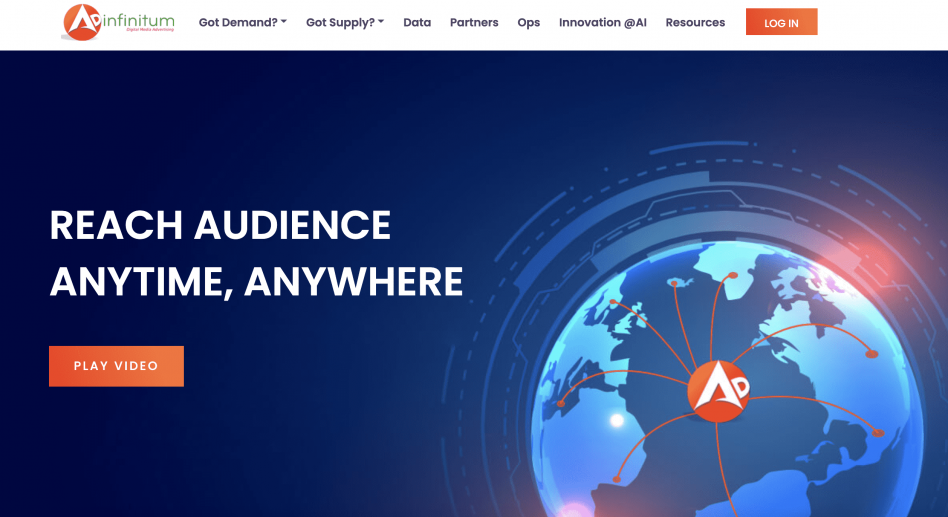 ADinfinitum
Digital Media Advertising
Got Demand?
Got Supply?
Data
Partners
Ops
Innovation @AI
Resources
LOG IN
REACH AUDIENCE
ANYTIME, ANYWHERE
PLAY VIDEO
AD